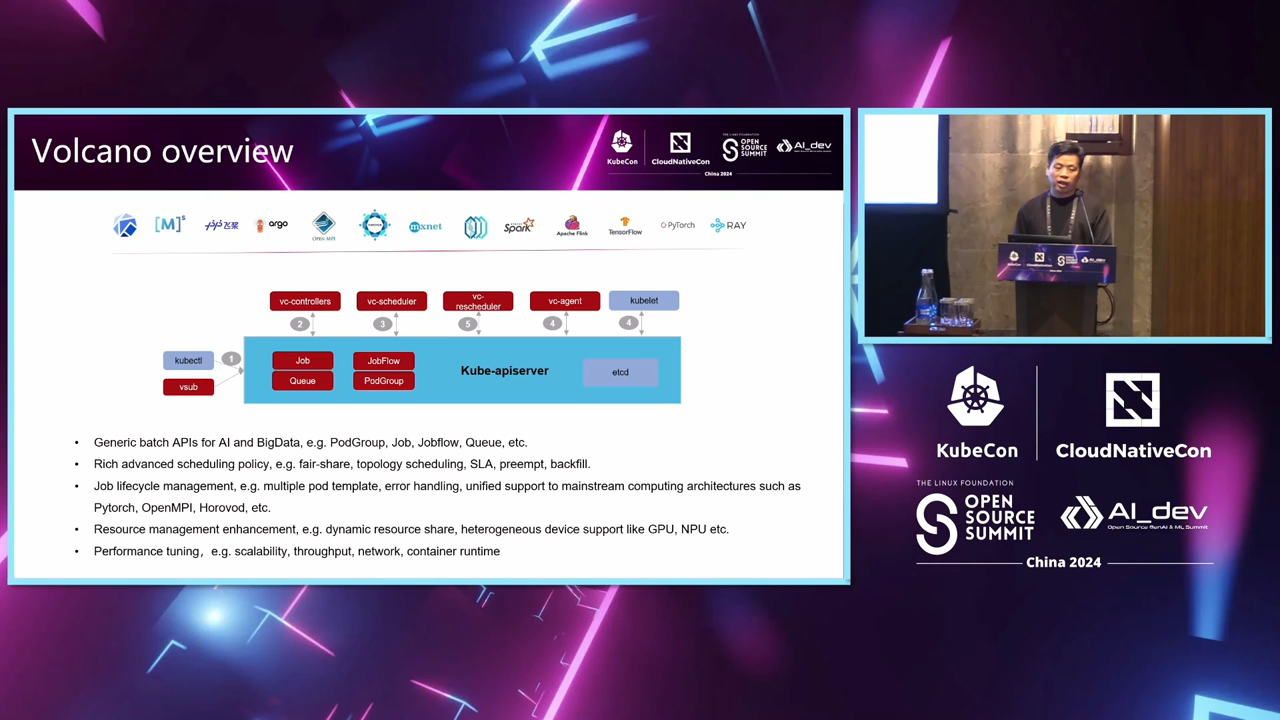 Volcano overview
KubeCon
CloudNativeCon
THE LINUX FOUNDATION
OPEN
SOURCE
SUMMIT
AI_dev
China 2024
[M]s
飞桨
argo
OPEN MPI
mxnet
Spark
Apache Flink
TensorFlow
PyTorch
RAY
vc-controllers
vc-scheduler
vc-
rescheduler
vc-agent
kubelet
2
3
5
4
4
kubectl
1
vsub
Job
JobFlow
Queue
PodGroup
Kube-apiserver
etcd
• Generic batch APIs for AI and BigData, e.g. PodGroup, Job, Jobflow, Queue, etc.
• Rich advanced scheduling policy, e.g. fair-share, topology scheduling, SLA, preempt, backfill.
• Job lifecycle management, e.g. multiple pod template, error handling, unified support to mainstream computing architectures such as
Pytorch, OpenMPI, Horovod, etc.
• Resource management enhancement, e.g. dynamic resource share, heterogeneous device support like GPU, NPU etc.
• Performance tuning，e.g. scalability, throughput, network, container runtime
KubeCon
CloudNativeCon
THE LINUX FOUNDATION
OPEN
SOURCE
SUMMIT
AI_dev
Open Source GenAI & ML Summit
China 2024